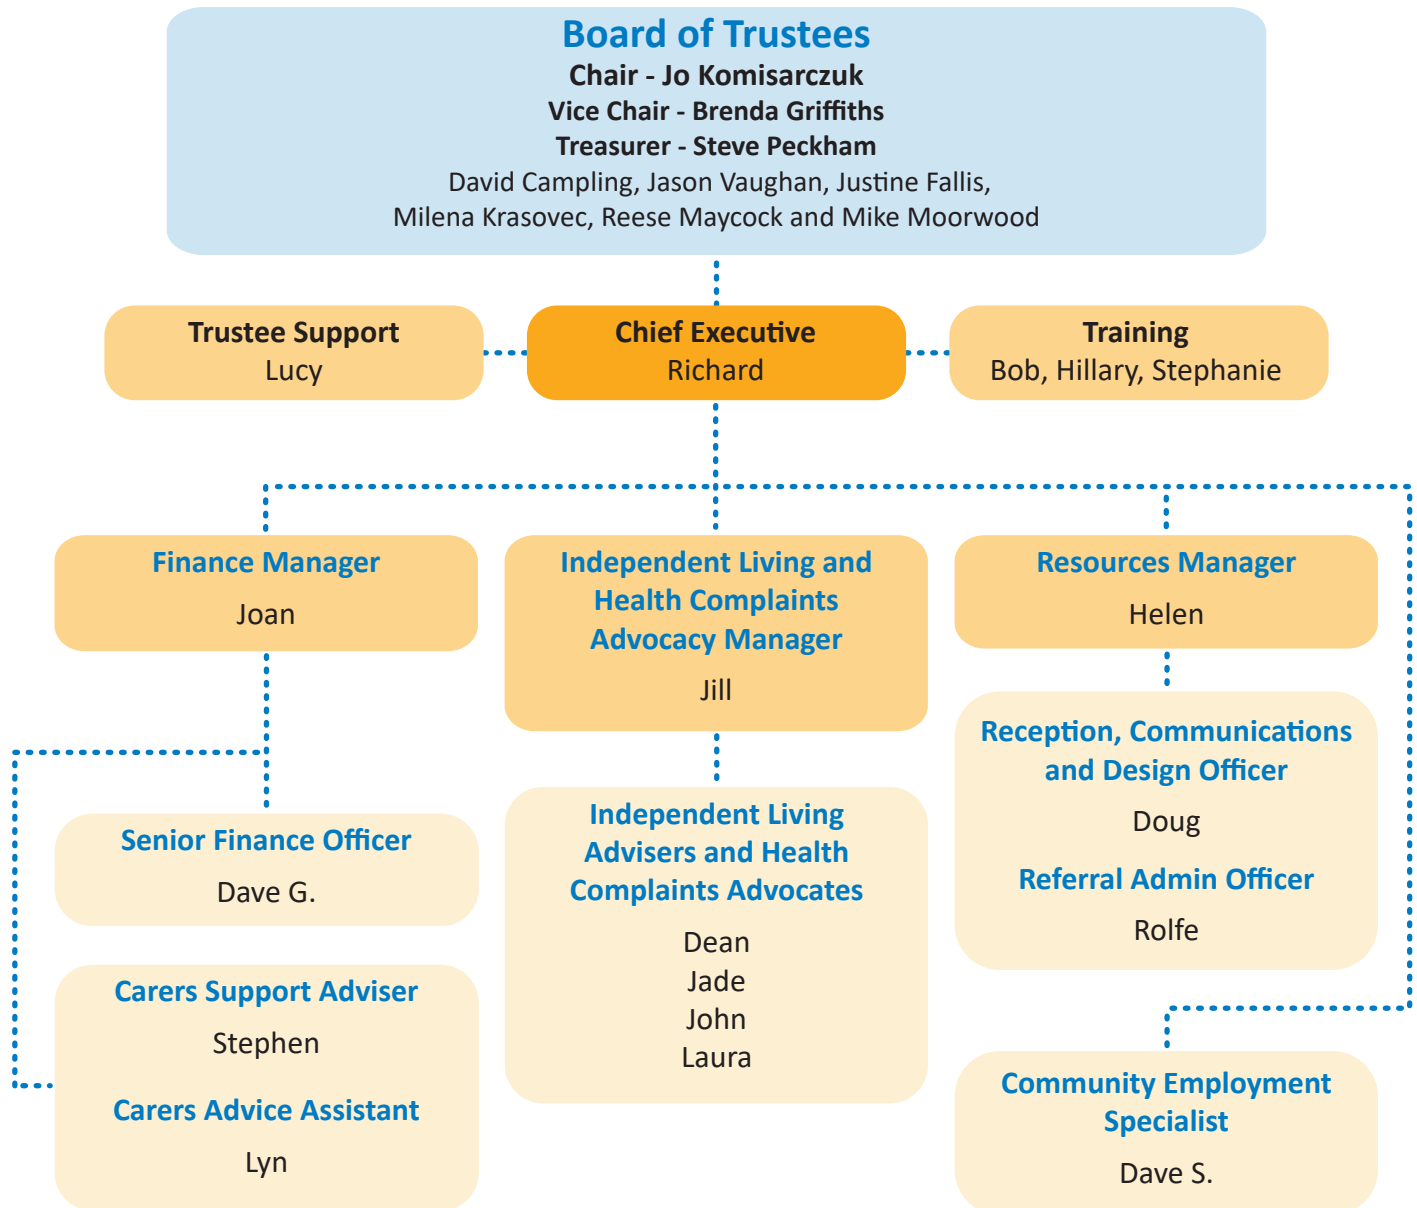 Board of Trustees
Chair - Jo Komisarczuk
Vice Chair - Brenda Griffiths
Treasurer - Steve Peckham
David Campling, Jason Vaughan, Justine Fallis,
Milena Krasovec, Reese Maycock and Mike Moorwood
Trustee Support
Lucy
Chief Executive
Richard
Training
Bob, Hillary, Stephanie
Finance Manager
Joan
Independent Living and
Health Complaints
Advocacy Manager
Jill
Resources Manager
Helen
Senior Finance Officer
Dave G.
Carers Support Adviser
Stephen
Carers Advice Assistant
Lyn
Independent Living
Advisers and Health
Complaints Advocates
Dean
Jade
John
Laura
Reception, Communications
and Design Officer
Doug
Referral Admin Officer
Rolfe
Community Employment
Specialist
Dave S.